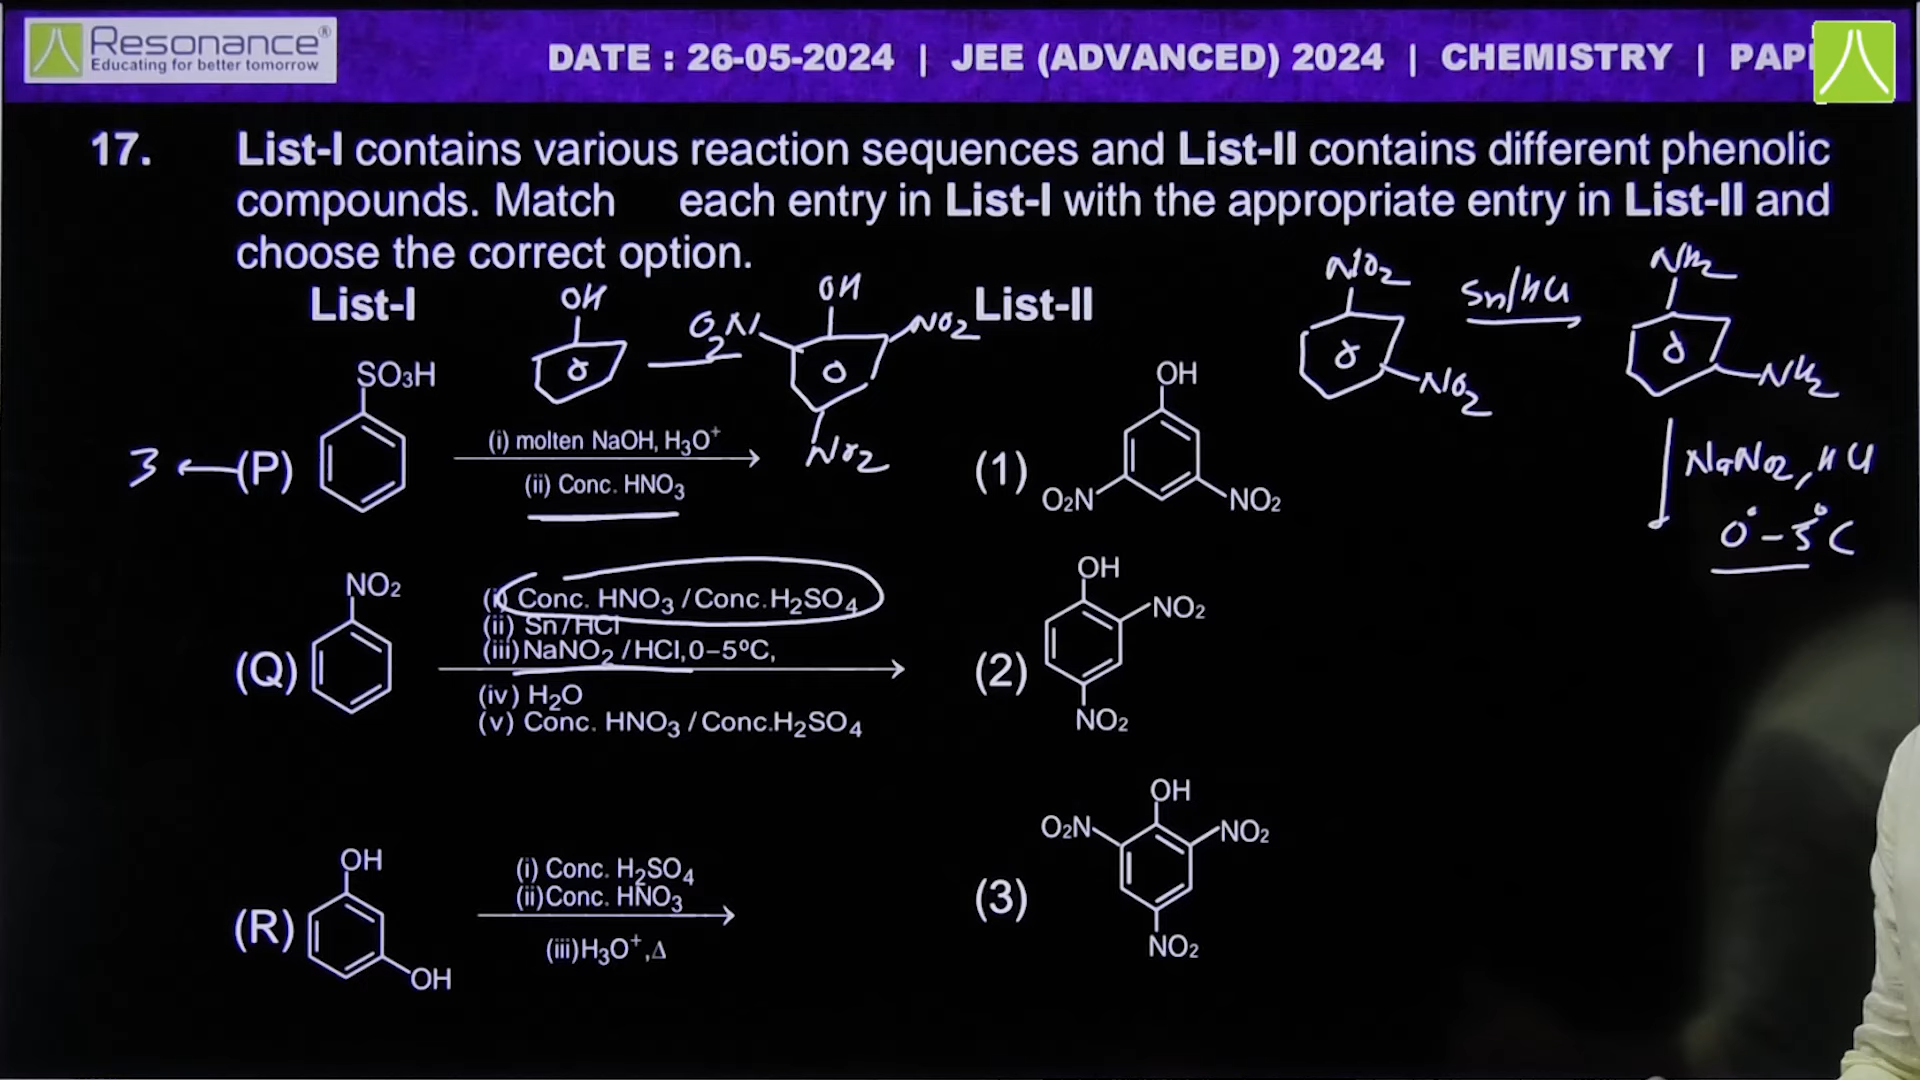 Resonance®
Educating for better tomorrow
DATE : 26-05-2024 | JEE (ADVANCED) 2024 | CHEMISTRY | PAP
17. List-I contains various reaction sequences and List-II contains different phenolic
compounds. Match each entry in List-I with the appropriate entry in List-II and
choose the correct option.
List-I
List-II
OH
OH
O2N
NO2
NO2
NO2
NO2
Sn/HCl
NH2
NH2
NaNO2, HCl
0°–5°C
3 ← (P)
SO₃H
(i) molten NaOH, H₃O⁺
(ii) Conc. HNO₃
(1)
OH
O₂N
NO₂
(Q)
NO₂
(i) Conc. HNO₃ / Conc.H₂SO₄
(ii) Sn/HCl
(iii) NaNO₂ /HCl,0–5ºC,
(iv) H₂O
(v) Conc. HNO₃ / Conc.H₂SO₄
(2)
OH
NO₂
NO₂
(R)
OH
OH
(i) Conc. H₂SO₄
(ii)Conc. HNO₃
(iii)H₃O⁺,Δ
(3)
OH
O₂N
NO₂
NO₂